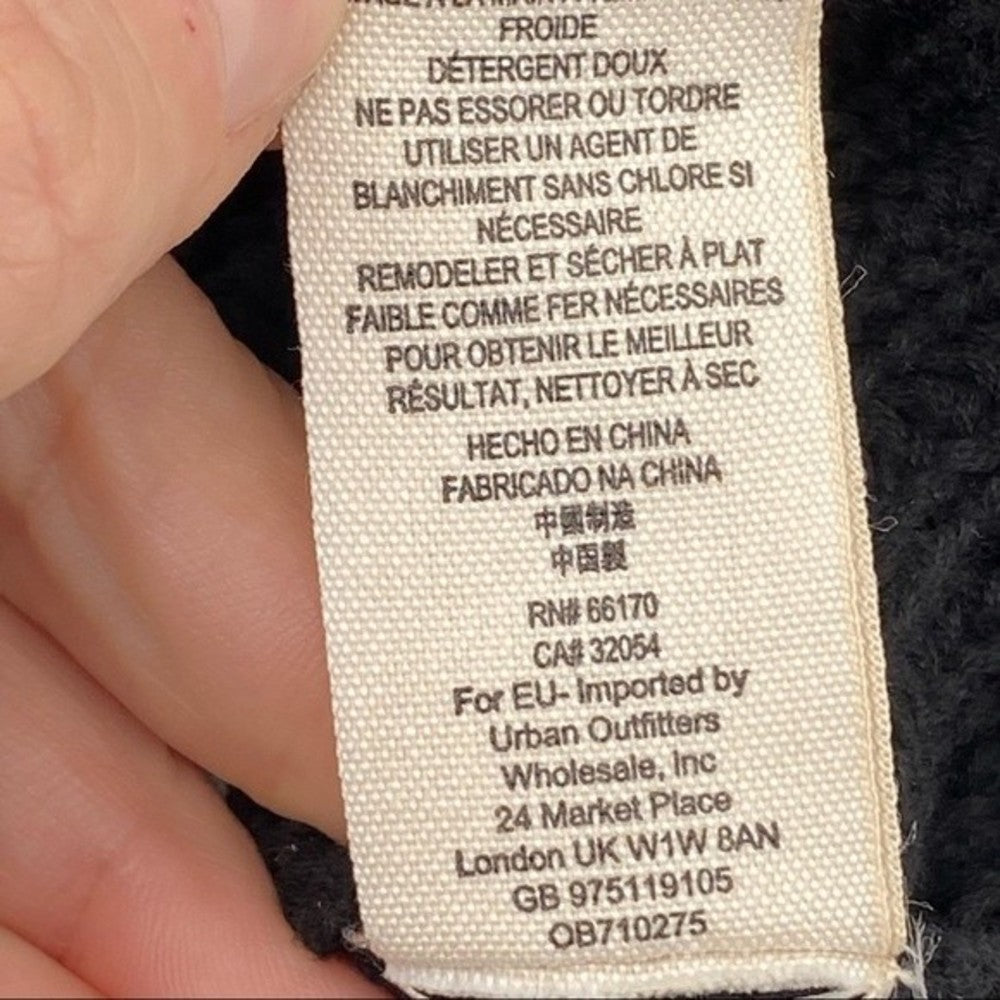 FROIDE
DÉTERGENT DOUX
NE PAS ESSORER OU TORDRE
UTILISER UN AGENT DE
BLANCHIMENT SANS CHLORE SI
NÉCESSAIRE
REMODELER ET SÉCHER À PLAT
FAIBLE COMME FER NÉCESSAIRES
POUR OBTENIR LE MEILLEUR
RÉSULTAT, NETTOYER À SEC
HECHO EN CHINA
FABRICADO NA CHINA
中國制造
中国製
RN# 66170
CA# 32054
For EU- Imported by
Urban Outfitters
Wholesale, Inc
24 Market Place
London UK W1W 8AN
GB 975119105
OB710275